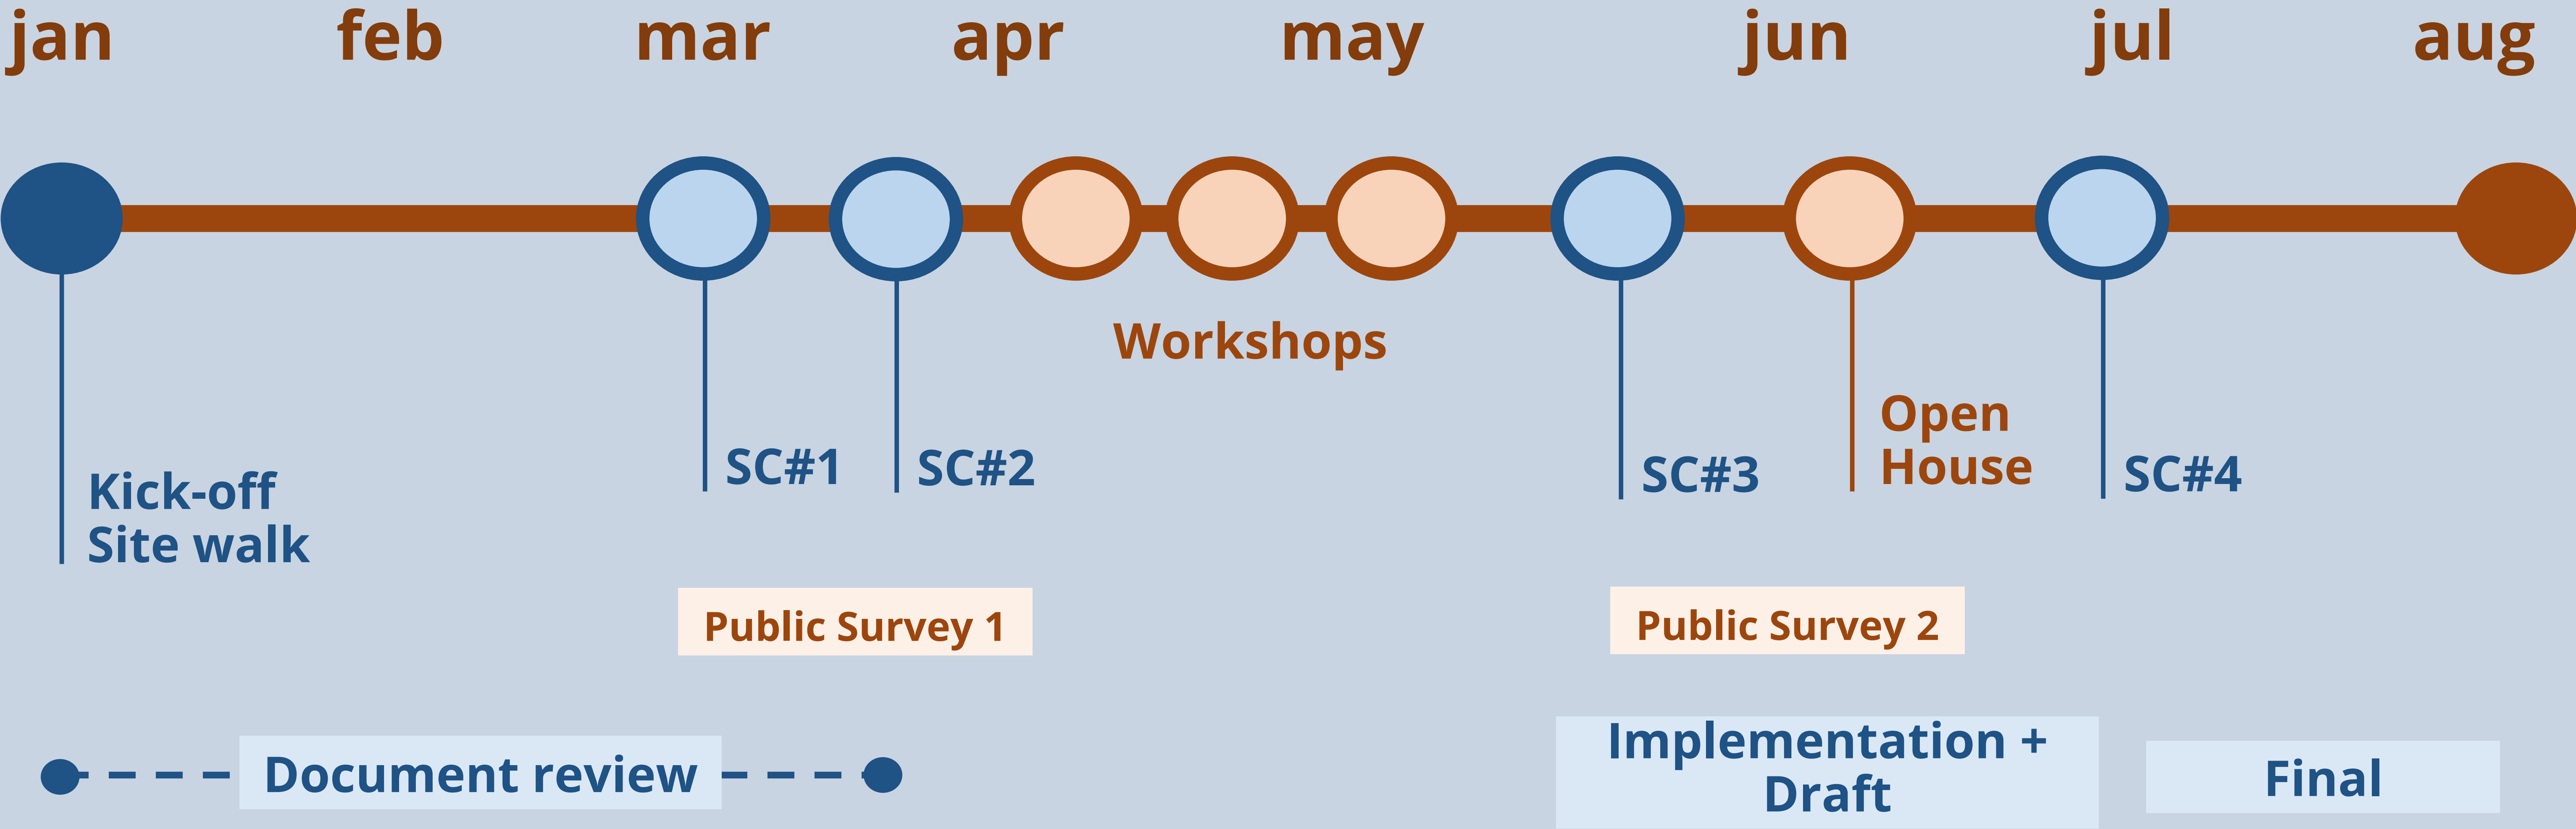 jan feb mar apr may jun jul aug
Workshops
Open
House
SC#1 SC#2 SC#3 SC#4
Kick-off
Site walk
Public Survey 1 Public Survey 2
Document review
Implementation +
Draft
Final